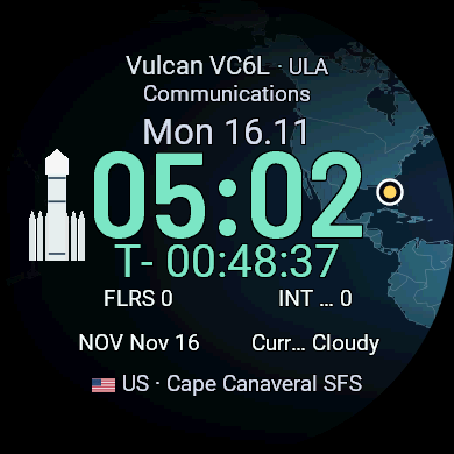 Vulcan VC6L · ULA
Communications
Mon 16.11
05:02
T- 00:48:37
FLRS 0 INT ... 0
NOV Nov 16 Curr... Cloudy
US · Cape Canaveral SFS